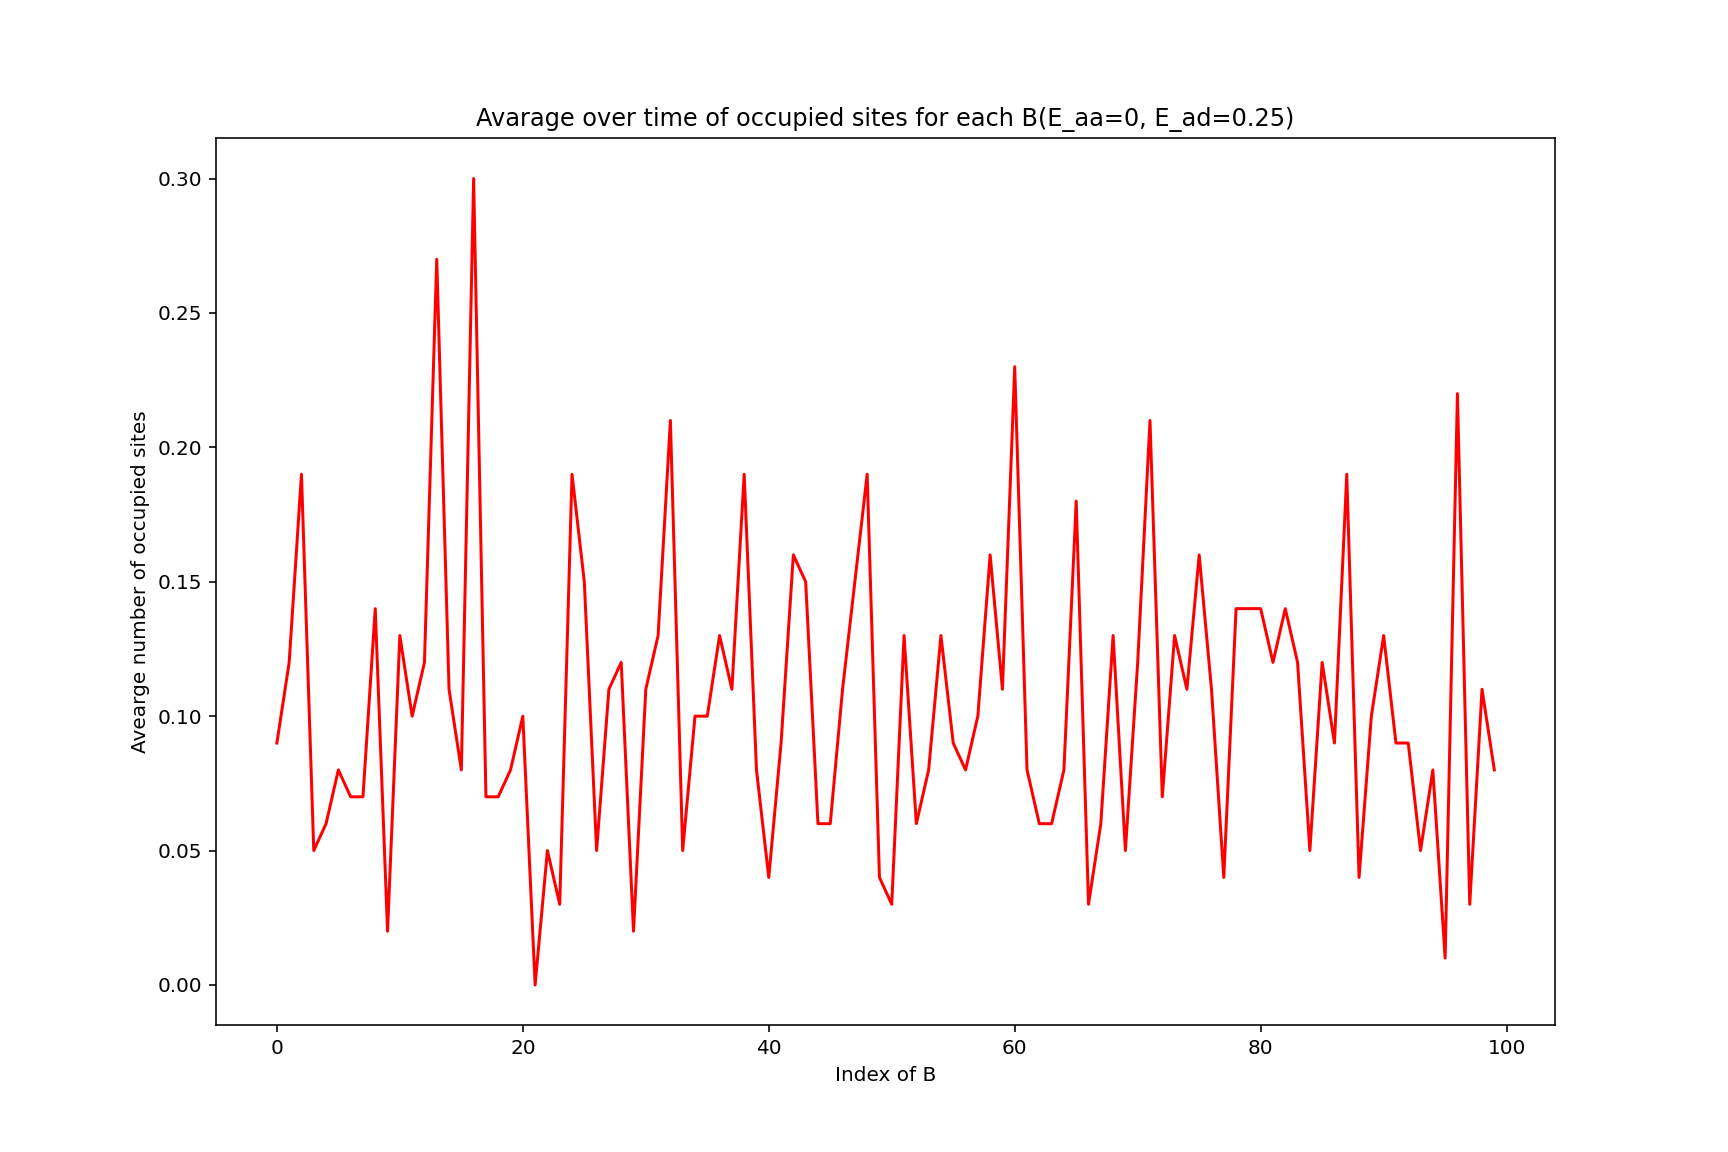 Avarage over time of occupied sites for each B(E_aa=0, E_ad=0.25)
0.30
0.25
0.20
0.15
0.10
0.05
0.00
Avearge number of occupied sites
0 20 40 60 80 100
Index of B